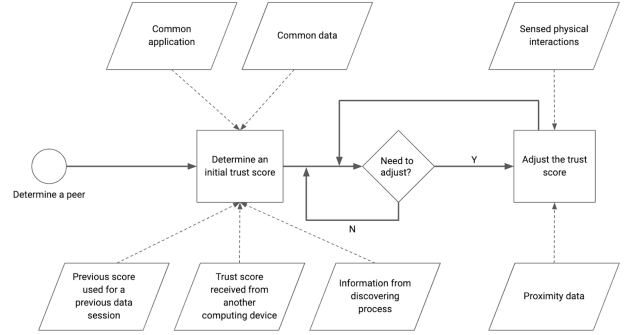 Common
application
Common data
Sensed physical
interactions
Determine a peer
Determine an
initial trust score
Need to
adjust?
Y
N
Adjust the trust
score
Previous score
used for a
previous data
session
Trust score
received from
another
computing device
Information from
discovering
process
Proximity data